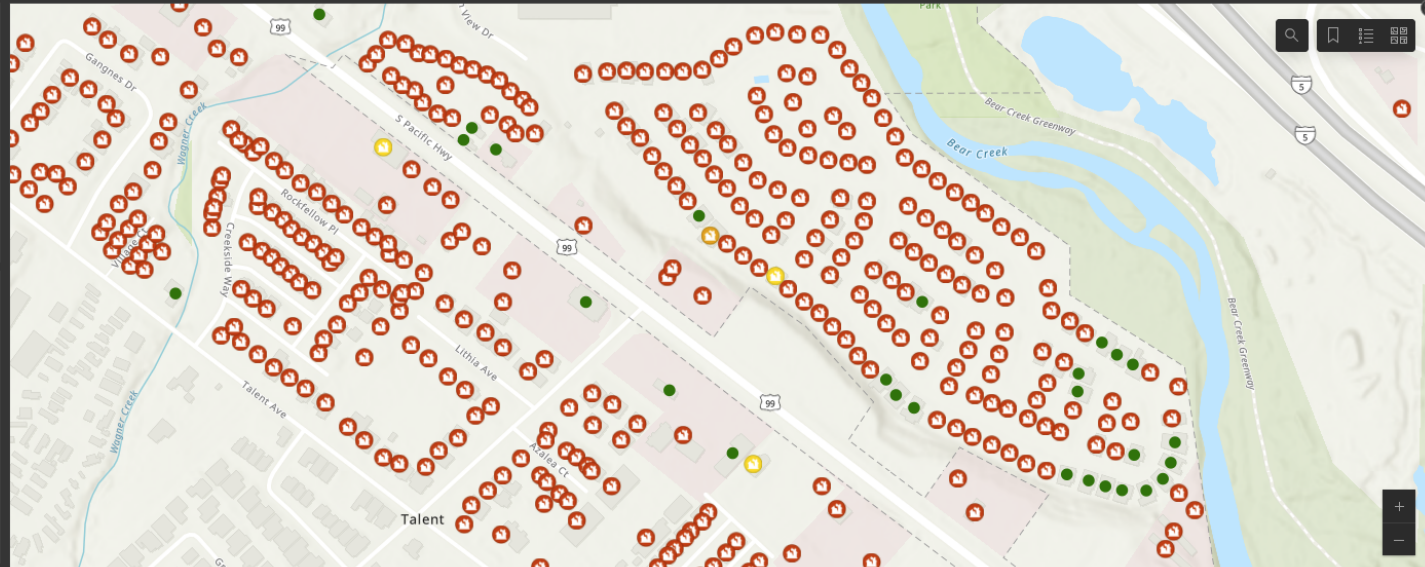 Park
99
View Dr
Gangnes Dr
5
Bear Creek Greenway
S Pacific Hwy
5
Wagner Creek
Bear Creek
Rockfellow Pl
99
Creekside Way
Bear Creek Greenway
Lithia Ave
Talent Ave
99
Wagner Creek
Azalea Ct
Talent
+
−